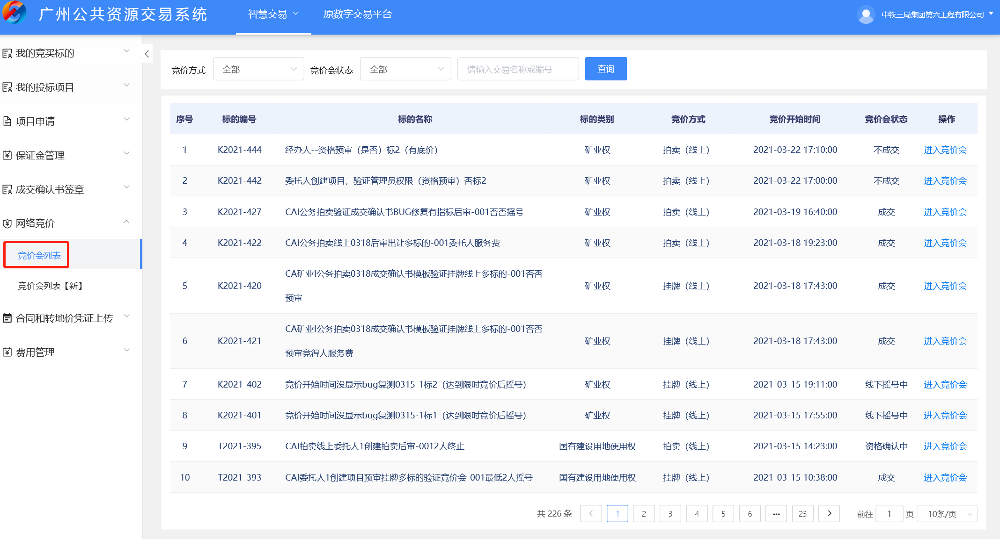 广州公共资源交易系统
智慧交易
原数字交易平台
中铁三局集团第六工程有限公司
我的竞买标的
我的投标项目
项目申请
保证金管理
成交确认书签章
网络竞价
竞价会列表
竞价会列表【新】
合同和转地价凭证上传
费用管理
竞价方式 全部 竞价会状态 全部 请输入交易名称或编号 查询
序号 标的编号 标的名称 标的类别 竞价方式 竞价开始时间 竞价会状态 操作
1 K2021-444 经办人--资格预审（是否）标2（有底价） 矿业权 拍卖（线上） 2021-03-22 17:10:00 不成交 进入竞价会
2 K2021-442 委托人创建项目，验证管理员权限（资格预审）否标2 矿业权 拍卖（线上） 2021-03-22 17:00:00 不成交 进入竞价会
3 K2021-427 CAI公务拍卖验证成交确认书BUG修复有指标后审-001否否摇号 矿业权 拍卖（线上） 2021-03-19 16:40:00 成交 进入竞价会
4 K2021-422 CAI公务拍卖线上0318后审出让多标的-001委托人服务费 矿业权 拍卖（线上） 2021-03-18 19:23:00 成交 进入竞价会
CA矿业I公务拍卖0318成交确认书模板验证挂牌线上多标的-001否否
5 K2021-420 矿业权 挂牌（线上） 2021-03-18 17:43:00 成交 进入竞价会
预审
CA矿业I公务拍卖0318成交确认书模板验证挂牌线上多标的-001否否
6 K2021-421 矿业权 挂牌（线上） 2021-03-18 17:43:00 成交 进入竞价会
预审竞得人服务费
7 K2021-402 竞价开始时间没显示bug复测0315-1标2（达到限时竞价后摇号） 矿业权 挂牌（线上） 2021-03-15 19:11:00 线下摇号中 进入竞价会
8 K2021-401 竞价开始时间没显示bug复测0315-1标1（达到限时竞价后摇号） 矿业权 挂牌（线上） 2021-03-15 17:55:00 线下摇号中 进入竞价会
9 T2021-395 CAI拍卖线上委托人1创建拍卖后审-0012人终止 国有建设用地使用权 拍卖（线上） 2021-03-15 14:23:00 资格确认中 进入竞价会
10 T2021-393 CAI委托人1创建项目预审挂牌多标的验证竞价会-001最低2人摇号 国有建设用地使用权 挂牌（线上） 2021-03-15 10:38:00 成交 进入竞价会
共 226 条 1 2 3 4 5 6 ••• 23 前往 1 页 10条/页